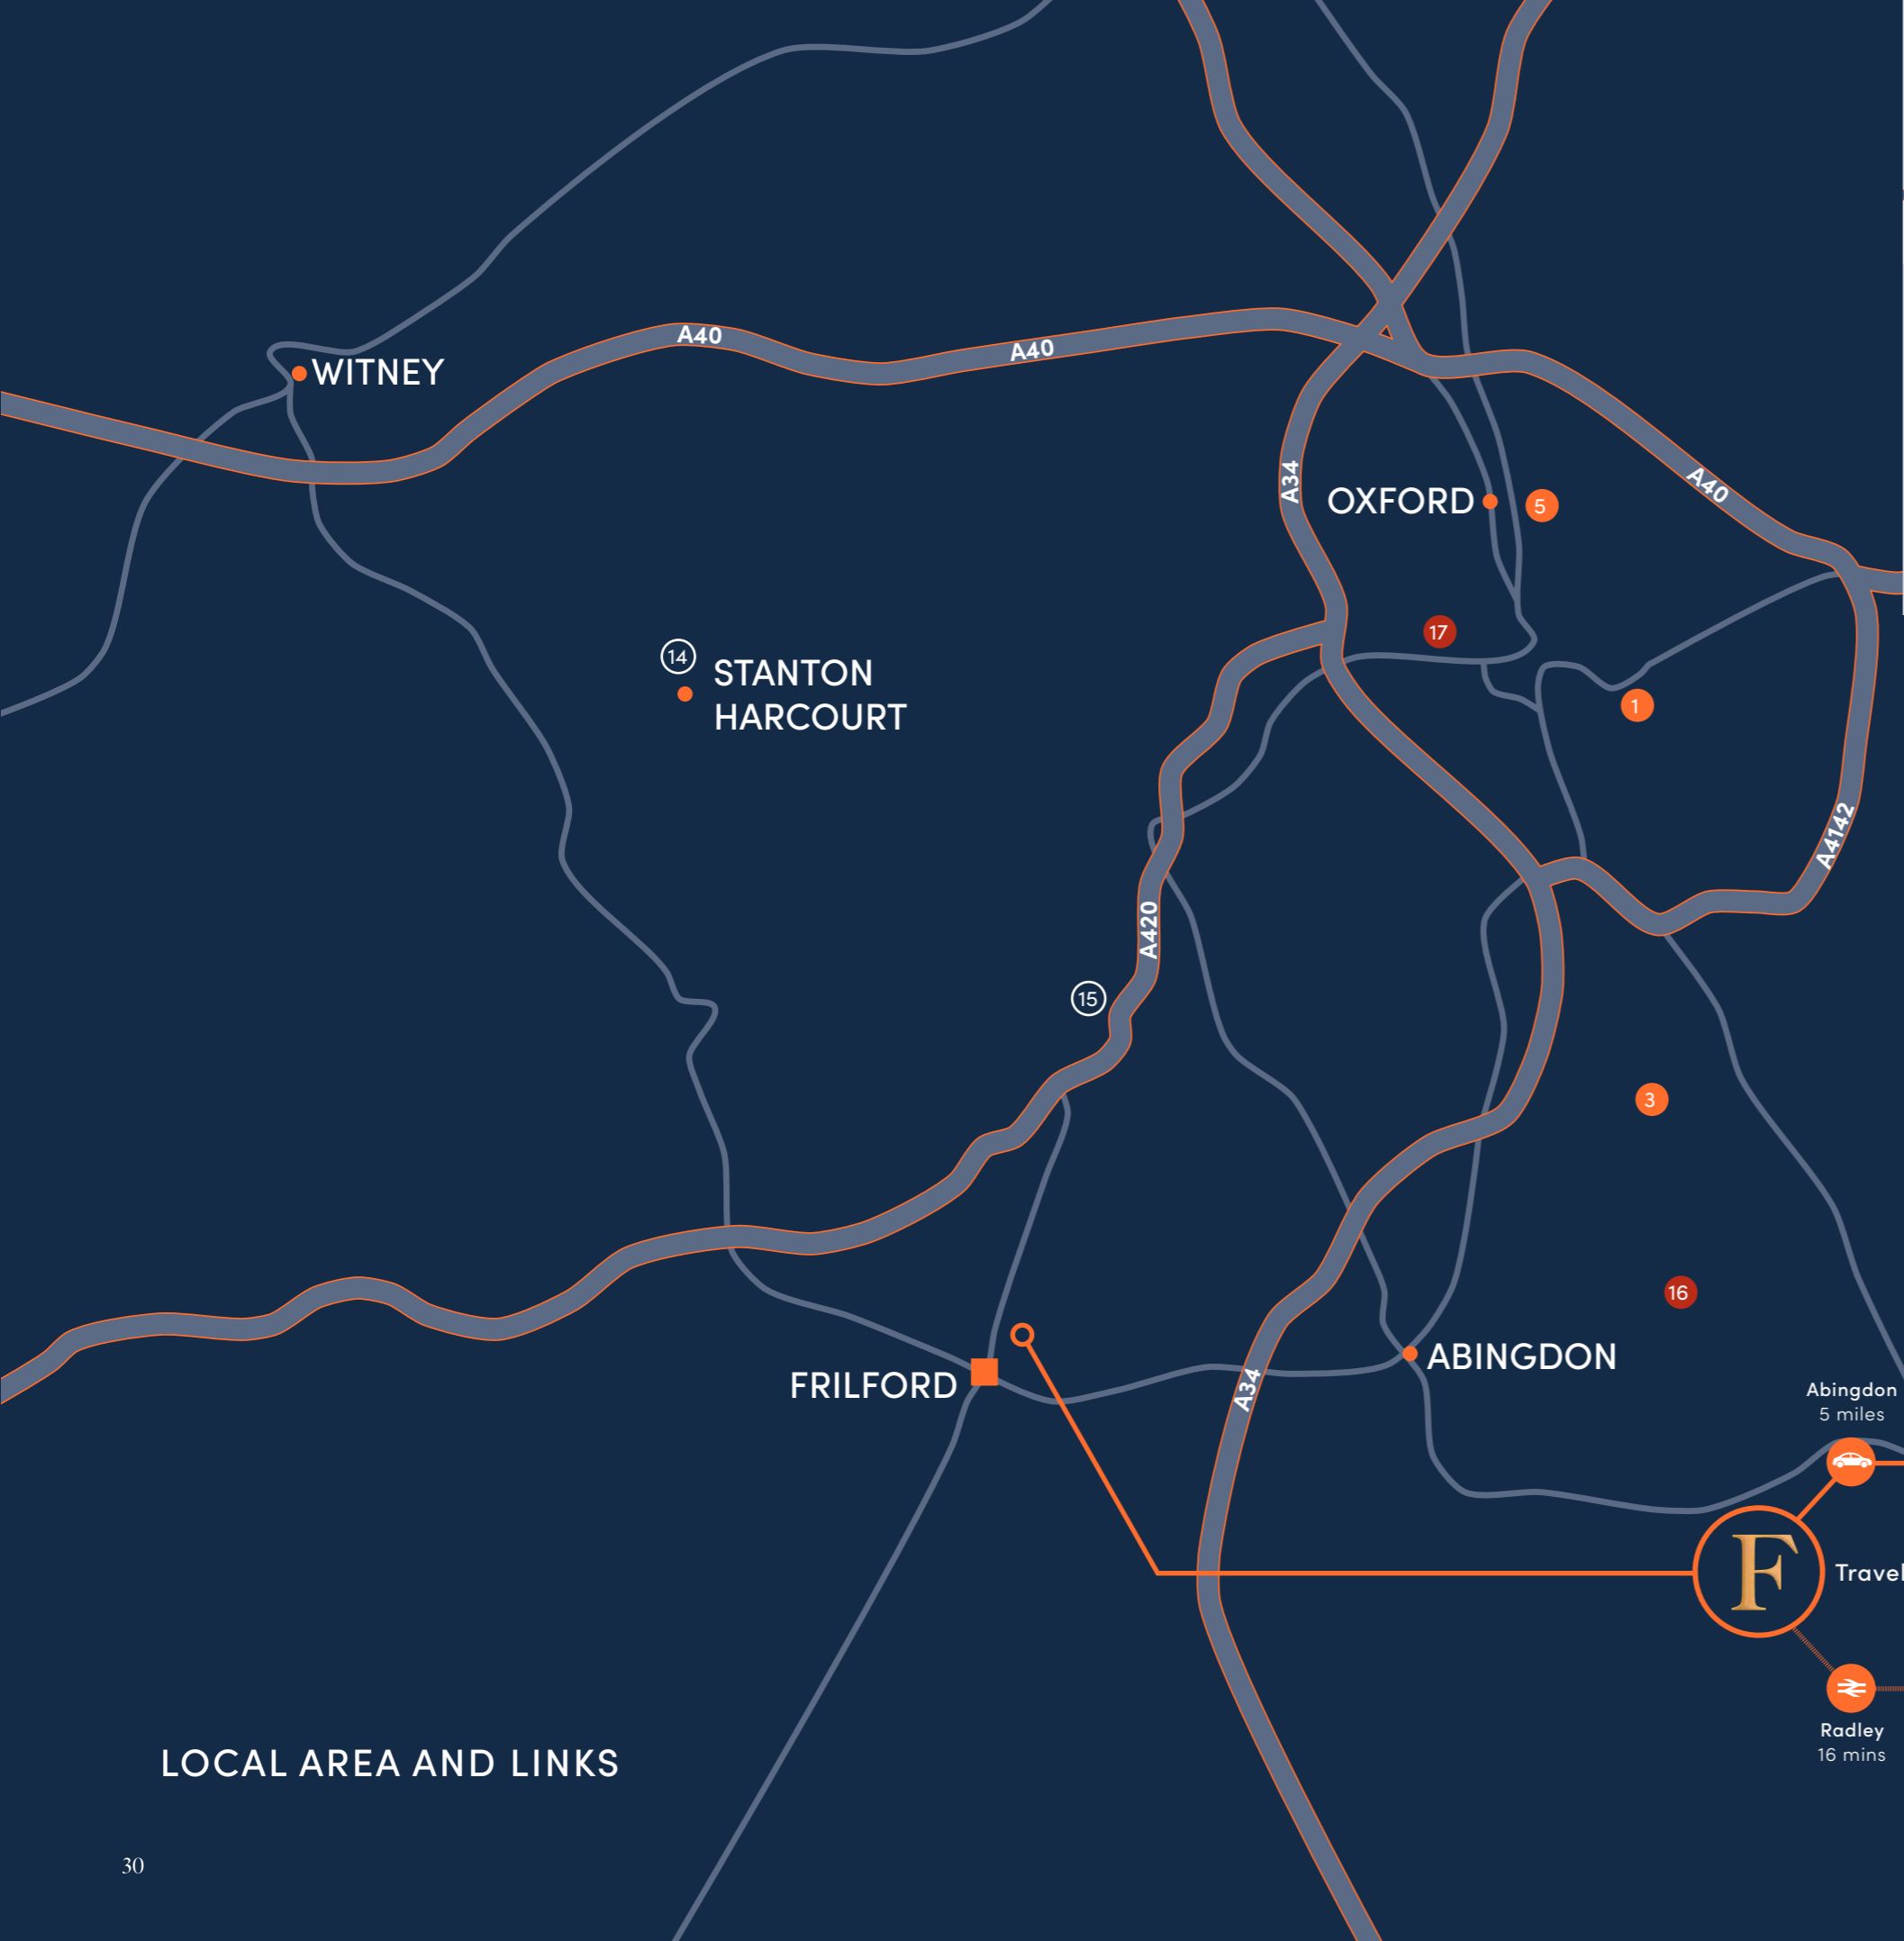 A40
A40
WITNEY
A34
OXFORD
5
A40
17
14
STANTON
HARCOURT
1
A4142
A420
15
3
16
FRILFORD
ABINGDON
A34
Abingdon
5 miles
F
Travel
Radley
16 mins
LOCAL AREA AND LINKS
30